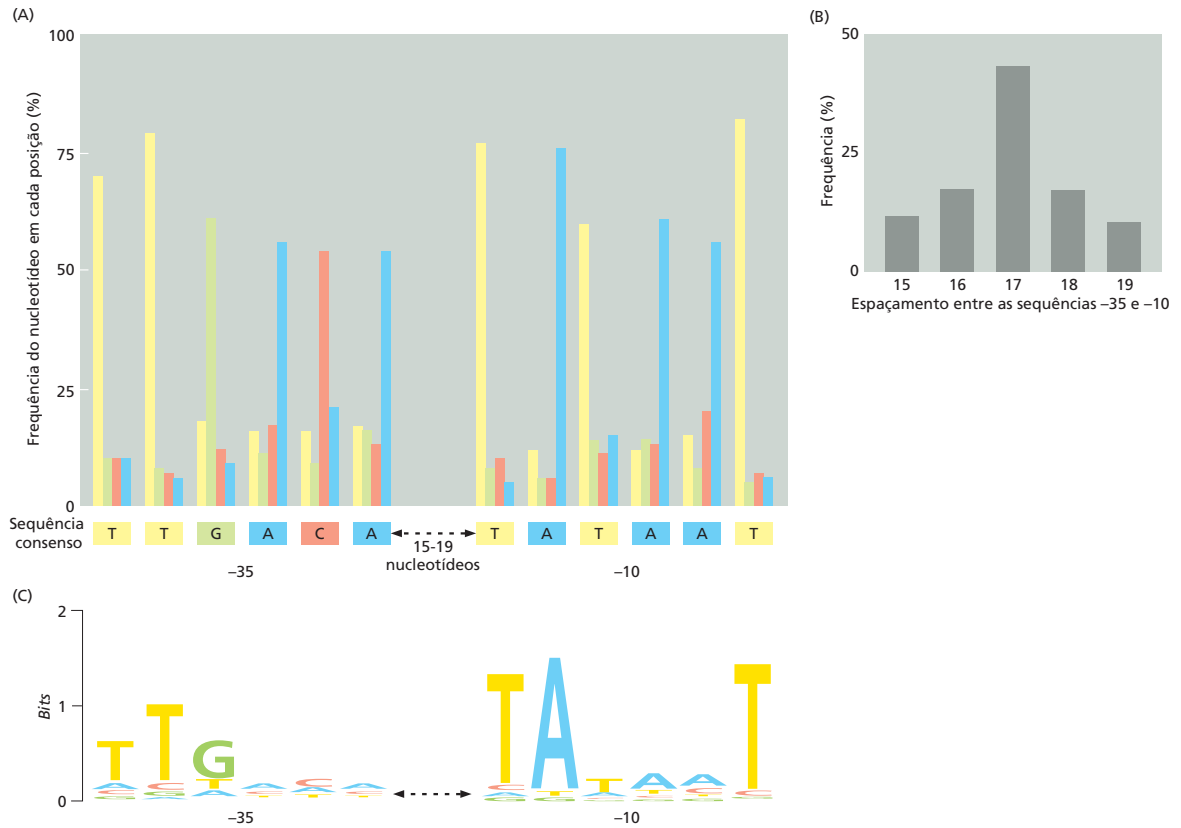 (A)
100
75
50
25
0
Frequência do nucleotídeo em cada posição (%)
Sequência
consenso
T T G A C A
15-19
nucleotídeos
T A T A A T
–35
–10
(B)
50
25
0
Frequência (%)
15 16 17 18 19
Espaçamento entre as sequências –35 e –10
(C)
2
1
0
Bits
T T G
A C T A C A
C G A C A C
G A T T T
T A T A A T
C T A T C C
A G C G T G
G G G
–35
–10